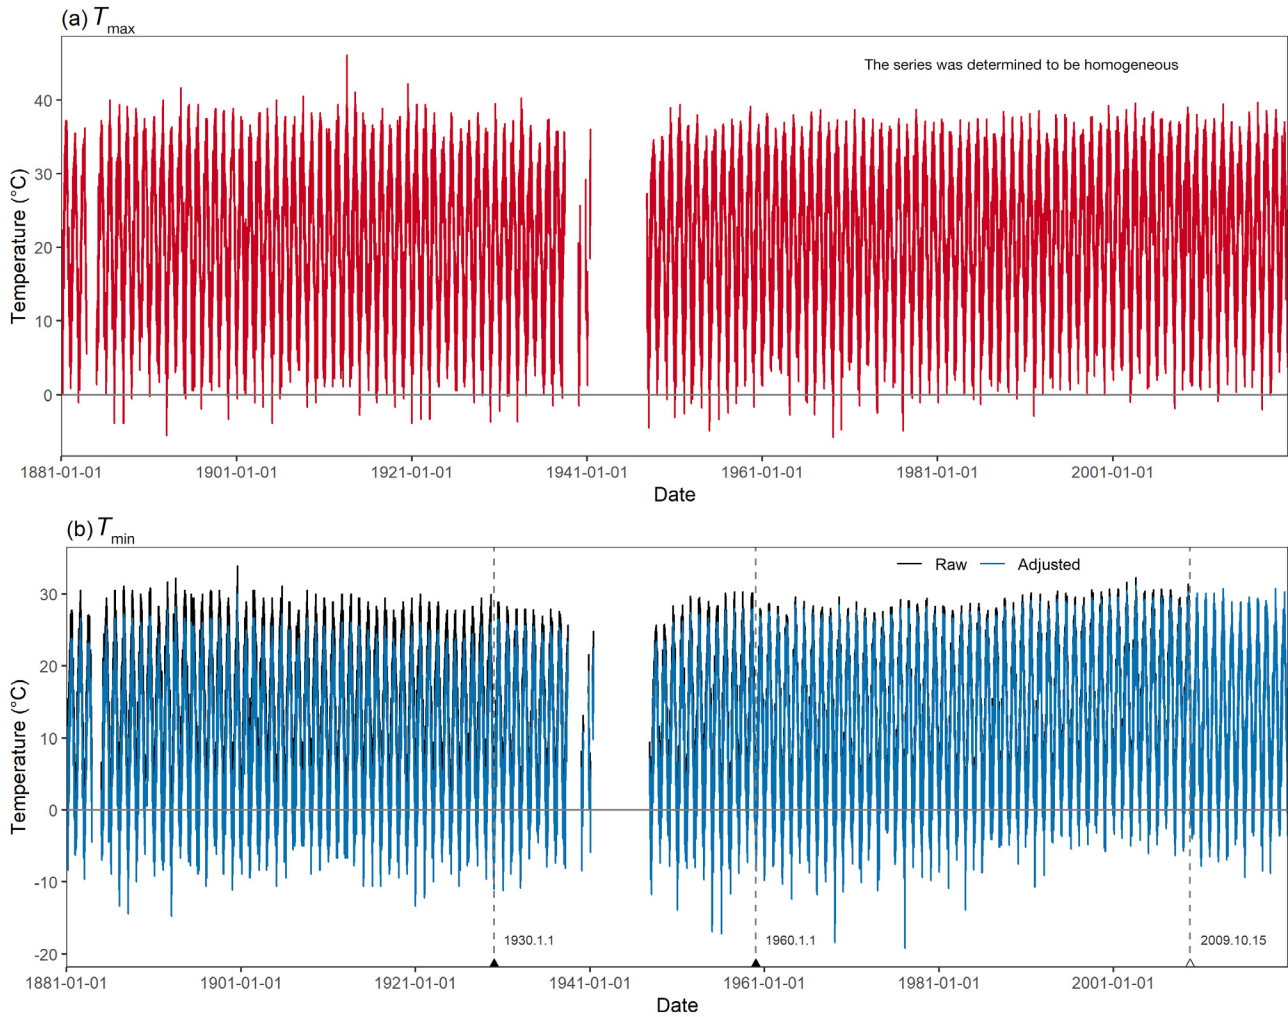 (a) Tmax
The series was determined to be homogeneous
Temperature (°C)
40
30
20
10
0
1881-01-01 1901-01-01 1921-01-01 1941-01-01 1961-01-01 1981-01-01 2001-01-01
Date
(b) Tmin
Raw Adjusted
Temperature (°C)
30
20
10
0
-10
-20
1930.1.1 1960.1.1 2009.10.15
1881-01-01 1901-01-01 1921-01-01 1941-01-01 1961-01-01 1981-01-01 2001-01-01
Date